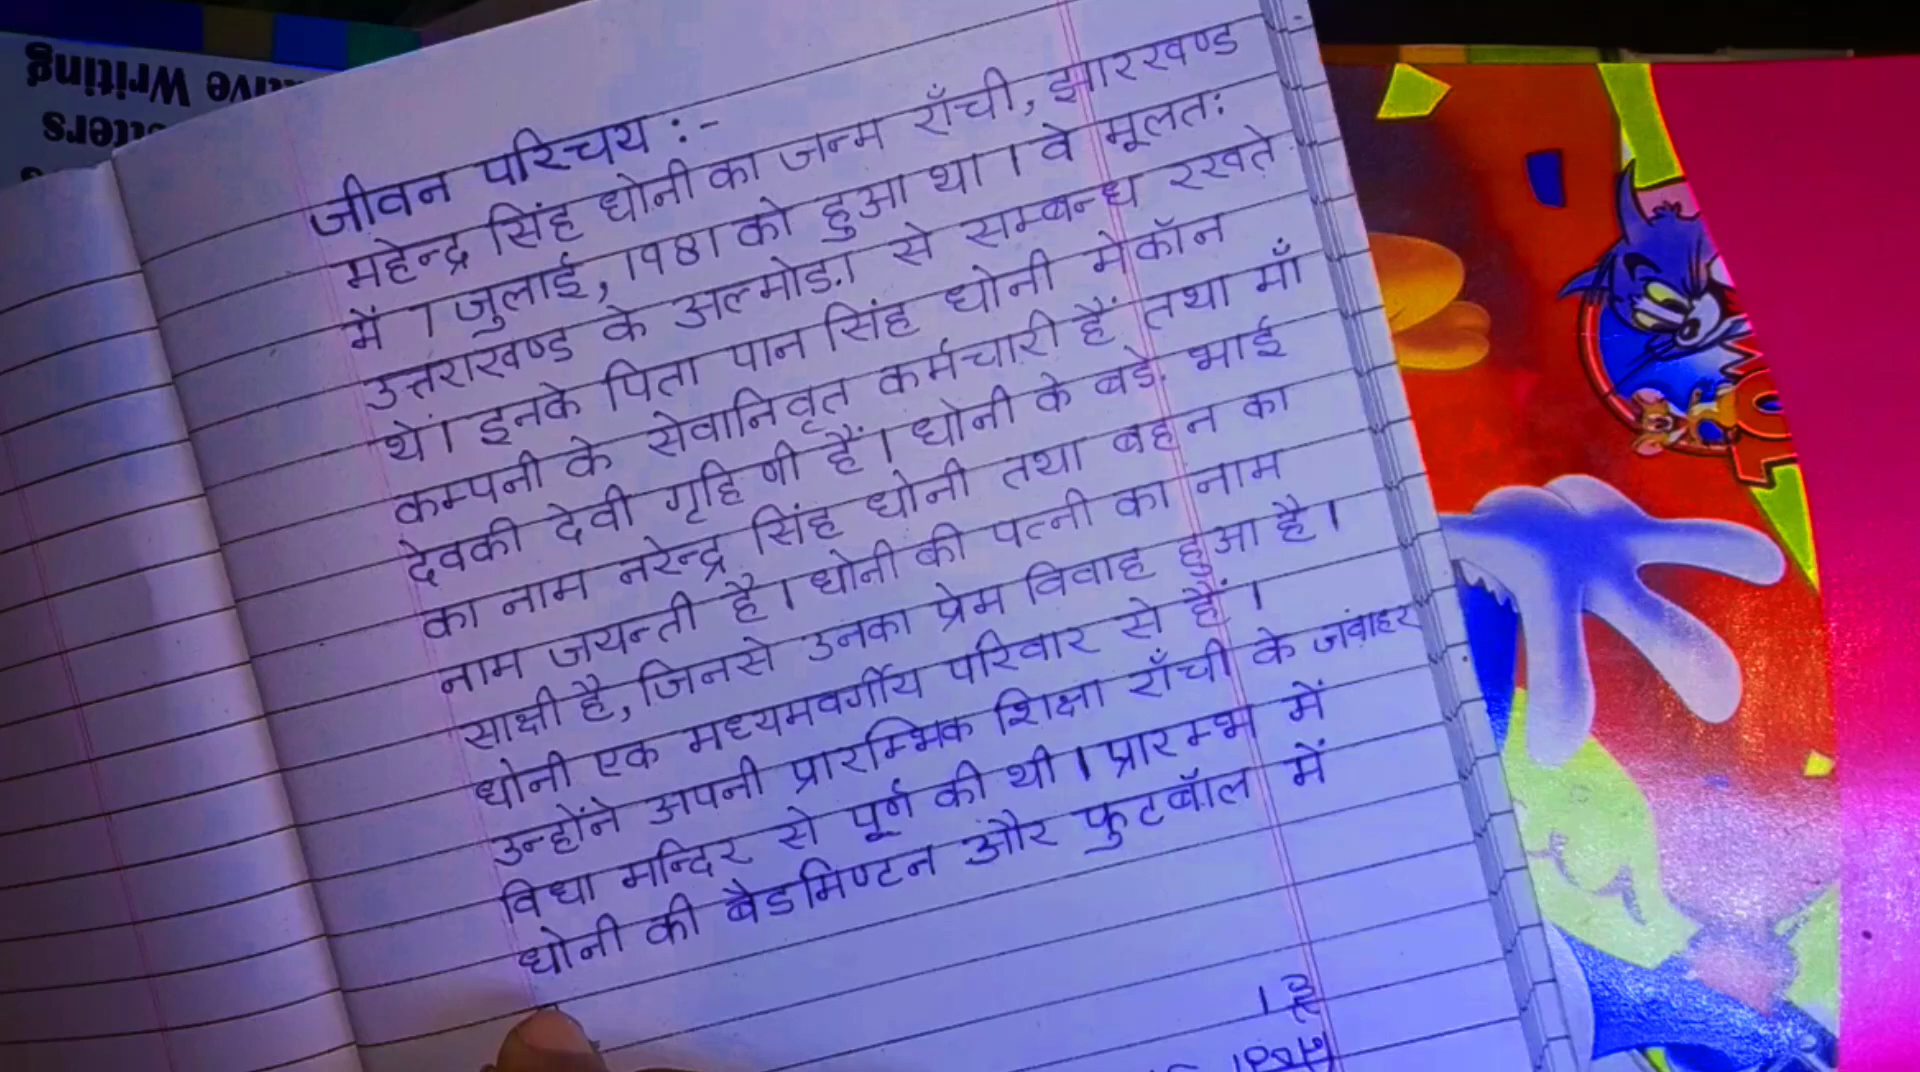 जीवन परिचय :-
महेन्द्र सिंह धोनी का जन्म राँची, झारखण्ड
में 7 जुलाई, 1981 को हुआ था । वे मूलतः
उत्तराखण्ड के अल्मोड़ा से सम्बन्ध रखते
थे। इनके पिता पान सिंह धोनी मेकॉन
कम्पनी के सेवानिवृत कर्मचारी हैं तथा माँ
देवकी देवी गृहिणी हैं । धोनी के बड़े भाई
का नाम नरेन्द्र सिंह धोनी तथा बहन का
नाम जयन्ती है । धोनी की पत्नी का नाम
साक्षी है, जिनसे उनका प्रेम विवाह हुआ है ।
धोनी एक मध्यमवर्गीय परिवार से हैं ।
उन्होंने अपनी प्रारम्भिक शिक्षा राँची के जवाहर
विधा मन्दिर से पूर्ण की थी । प्रारम्भ में
धोनी की बैडमिण्टन और फुटबॉल में
Writing